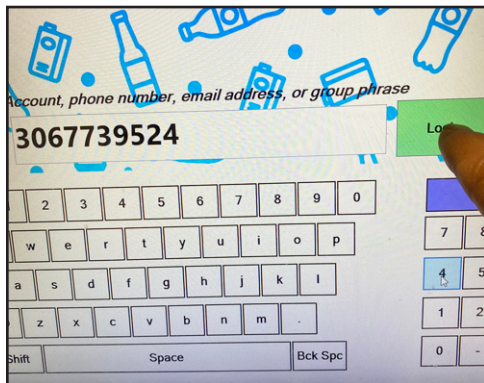 Account, phone number, email address, or group phrase
3067739524
2 3 4 5 6 7 8 9 0
w e r t y u i o p 7 8
a s d f g h j k l 4 5
z x c v b n m . 1 2
Shift Space Bck Spc 0 -